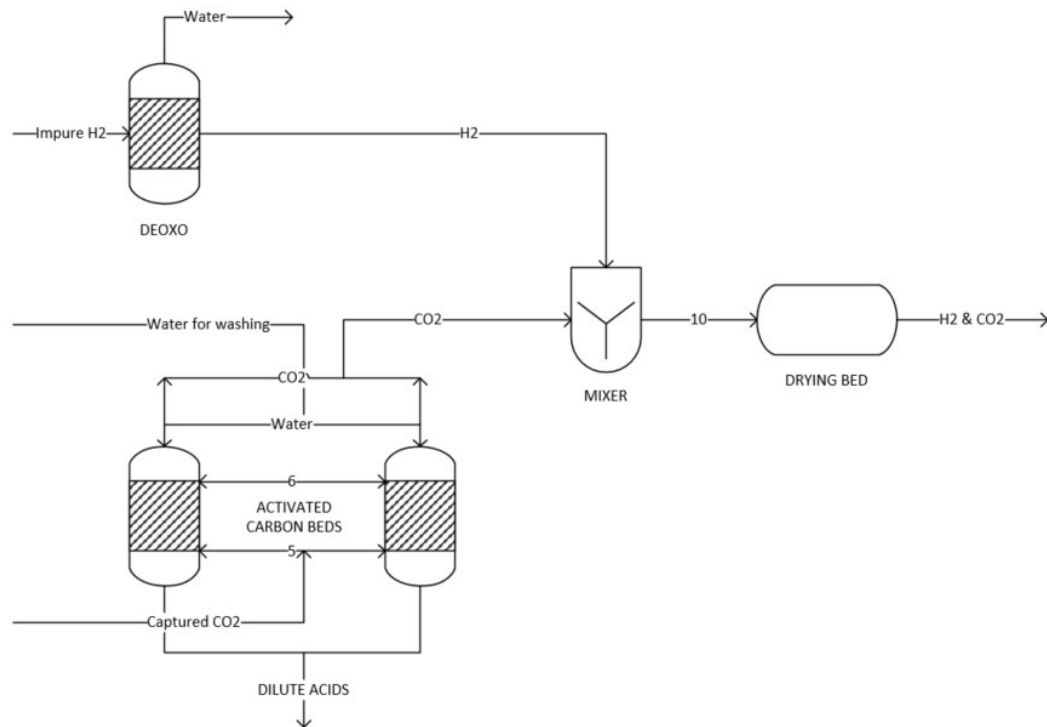 Water
Impure H2
H2
DEOXO
Water for washing
CO2
10
H2 & CO2
MIXER
DRYING BED
CO2
Water
6
ACTIVATED
CARBON BEDS
5
Captured CO2
DILUTE ACIDS